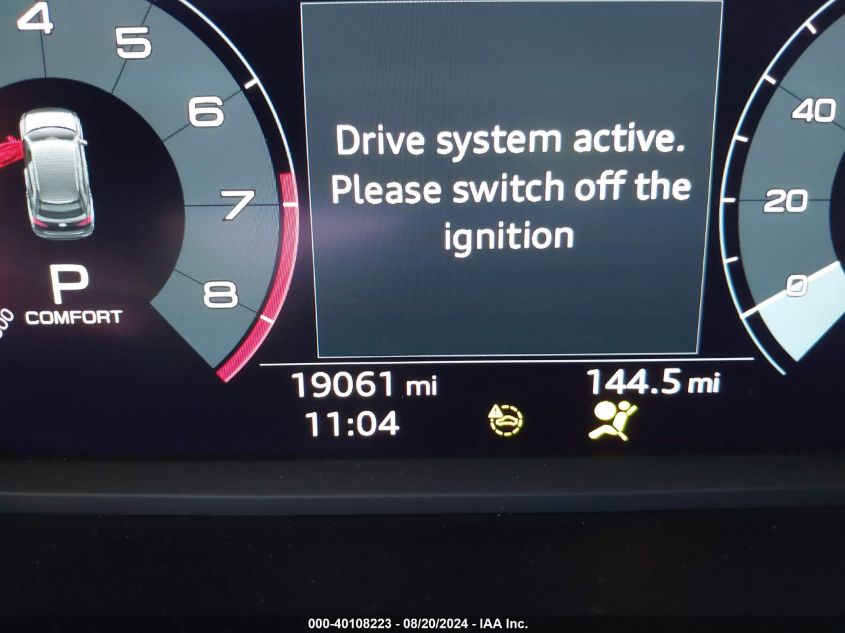 4
5
6
7
8
P
COMFORT
Drive system active.
Please switch off the
ignition
40
20
0
19061 mi
144.5 mi
11:04
000-40108223 - 08/20/2024 - IAA Inc.